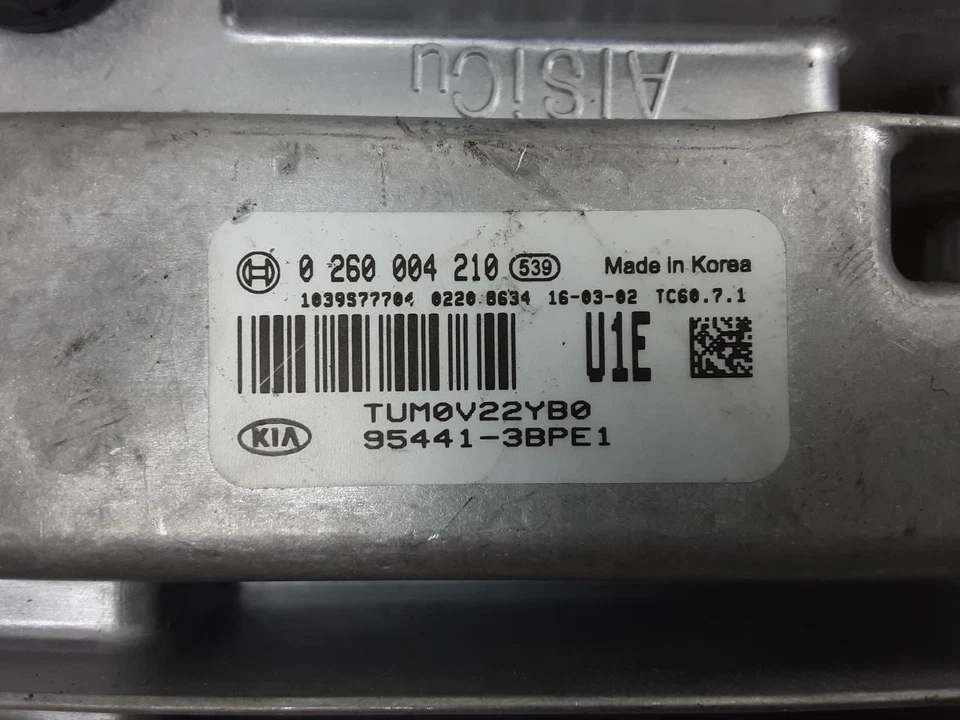 AlSiCu
0 260 004 210 539 Made in Korea
1039S77704 0220 8634 16-03-02 TC60.7.1
U1E
TUM0V22YB0
KIA 95441-3BPE1